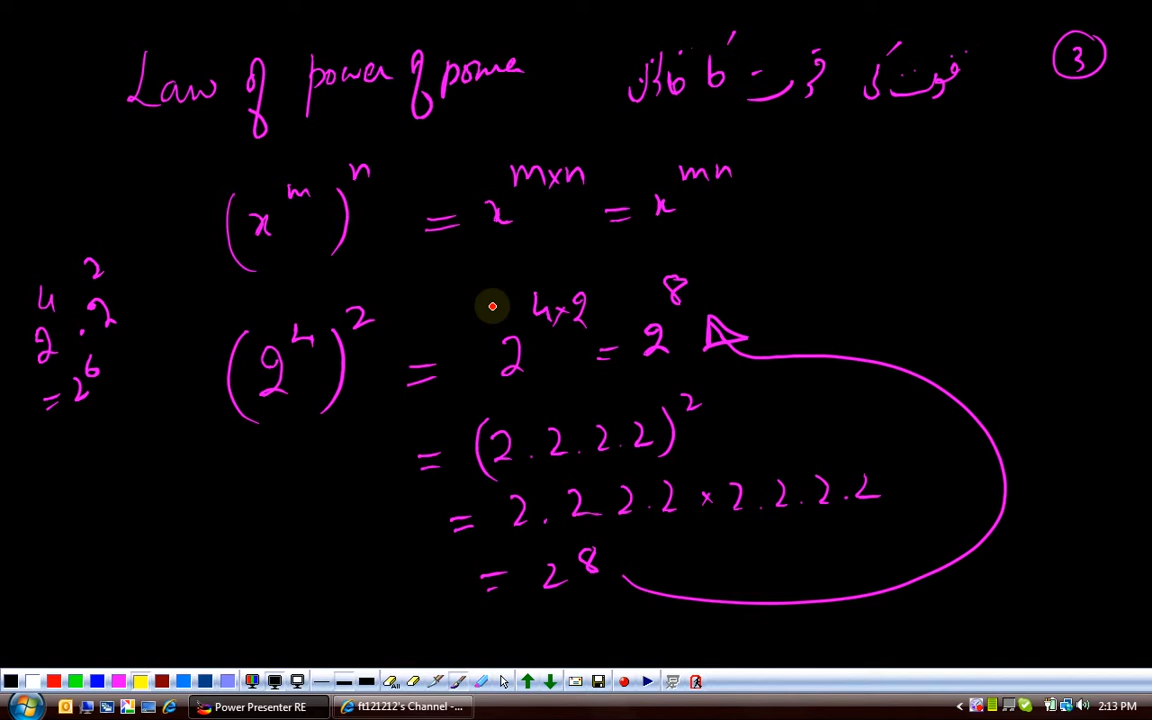 Law of power of power قوت کی قوت کا قانون 3
(x^m)^n = x^m×n = x^mn
4 2
2 . 2
= 2^6
(2^4)^2 = 2^4×2 = 2^8
= (2.2.2.2)^2
= 2.2 2.2 × 2.2.2.2
= 2^8
All
Power Presenter RE
ft121212's Channel - ...
2:13 PM